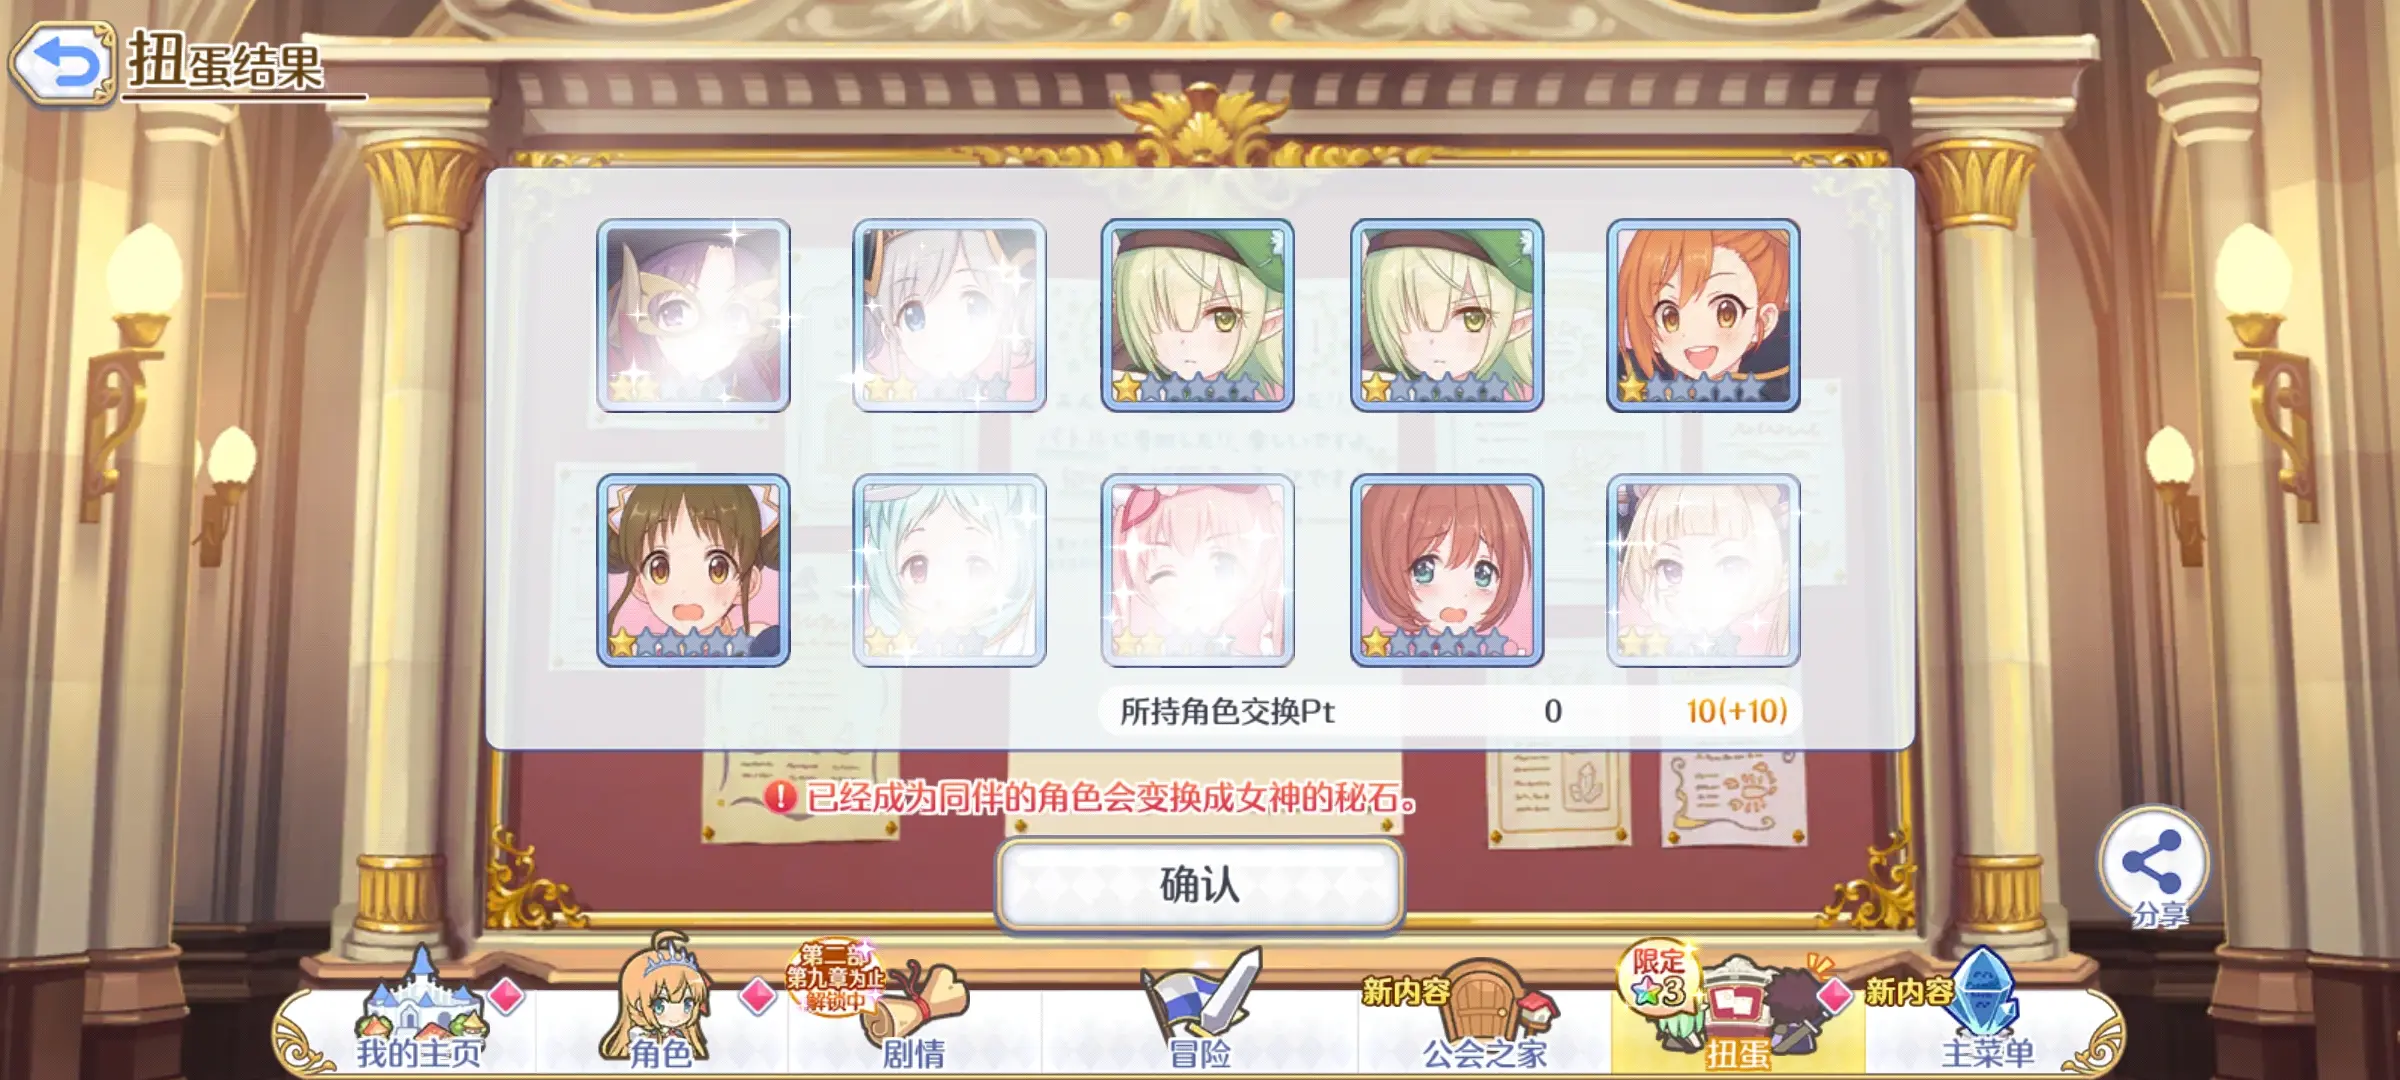 扭蛋结果
所持角色交换Pt 0 10(+10)
已经成为同伴的角色会变换成女神的秘石。
确认
分享
第二部
第九章为止
解锁中
新内容
限定
3
新内容
我的主页
角色
剧情
冒险
公会之家
扭蛋
主菜单